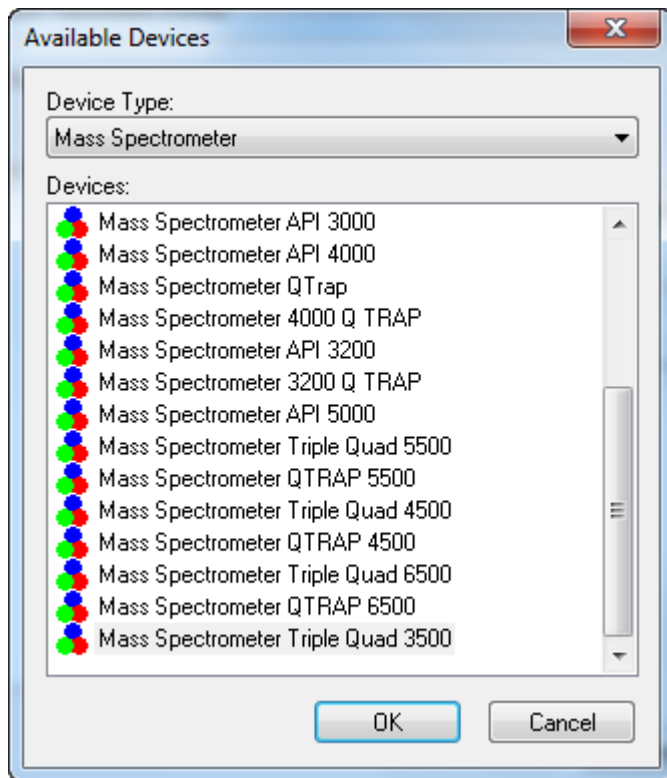 Available Devices
Device Type:
Mass Spectrometer
Devices:
Mass Spectrometer API 3000
Mass Spectrometer API 4000
Mass Spectrometer QTrap
Mass Spectrometer 4000 Q TRAP
Mass Spectrometer API 3200
Mass Spectrometer 3200 Q TRAP
Mass Spectrometer API 5000
Mass Spectrometer Triple Quad 5500
Mass Spectrometer QTRAP 5500
Mass Spectrometer Triple Quad 4500
Mass Spectrometer QTRAP 4500
Mass Spectrometer Triple Quad 6500
Mass Spectrometer QTRAP 6500
Mass Spectrometer Triple Quad 3500
OK Cancel